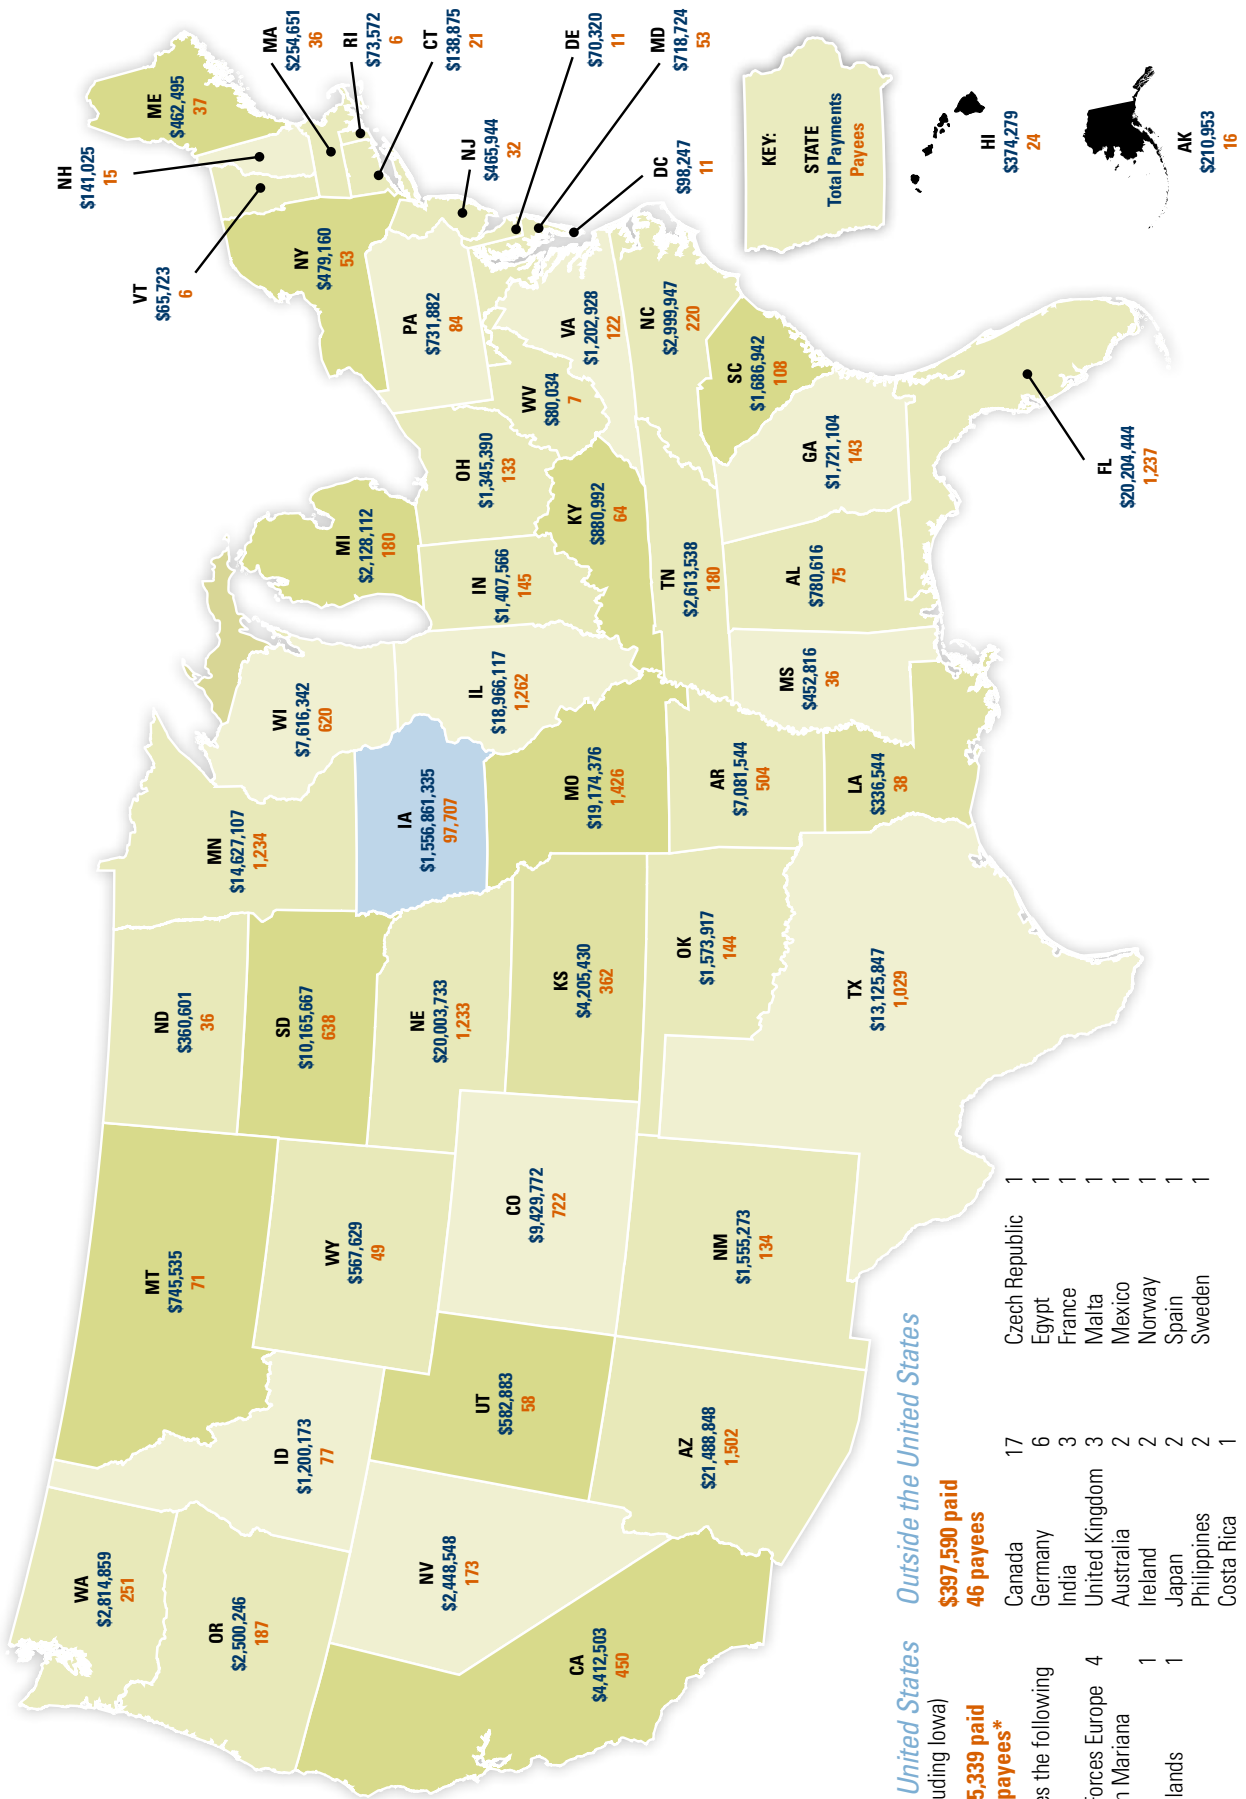 WA
$2,814,859
251
OR
$2,500,246
187
CA
$4,412,503
450
NV
$2,448,548
173
ID
$1,200,173
77
MT
$745,535
71
WY
$567,629
49
UT
$582,883
58
AZ
$21,488,848
1,502
CO
$9,429,772
722
NM
$1,555,273
134
ND
$360,601
36
SD
$10,165,667
638
NE
$20,003,733
1,233
KS
$4,205,430
362
OK
$1,573,917
144
TX
$13,125,847
1,029
MN
$14,627,107
1,234
IA
$1,556,861,335
97,707
MO
$19,174,376
1,426
AR
$7,081,544
504
LA
$336,544
38
WI
$7,616,342
620
IL
$18,966,117
1,262
MS
$452,816
36
MI
$2,128,112
180
IN
$1,407,566
145
KY
$880,992
64
TN
$2,613,538
180
AL
$780,616
75
OH
$1,345,390
133
WV
$80,034
7
GA
$1,721,104
143
FL
$20,204,444
1,237
SC
$1,686,942
108
NC
$2,999,947
220
VA
$1,202,928
122
PA
$731,882
84
NY
$479,160
53
VT
$65,723
6
NH
$141,025
15
ME
$462,495
37
MA
$254,651
36
RI
$73,572
6
CT
$138,875
21
NJ
$465,944
32
DE
$70,320
11
MD
$718,724
53
DC
$98,247
11
KEY:
STATE
Total Payments
Payees
HI
$374,279
24
AK
$210,953
16
United States
uding Iowa)
5,339 paid
payees*
es the following
orces Europe 4
n Mariana
1
lands 1
Outside the United States
$397,590 paid
46 payees
Canada 17
Germany 6
India 3
United Kingdom 3
Australia 2
Ireland 2
Japan 2
Philippines 2
Costa Rica 1
Czech Republic 1
Egypt 1
France 1
Malta 1
Mexico 1
Norway 1
Spain 1
Sweden 1